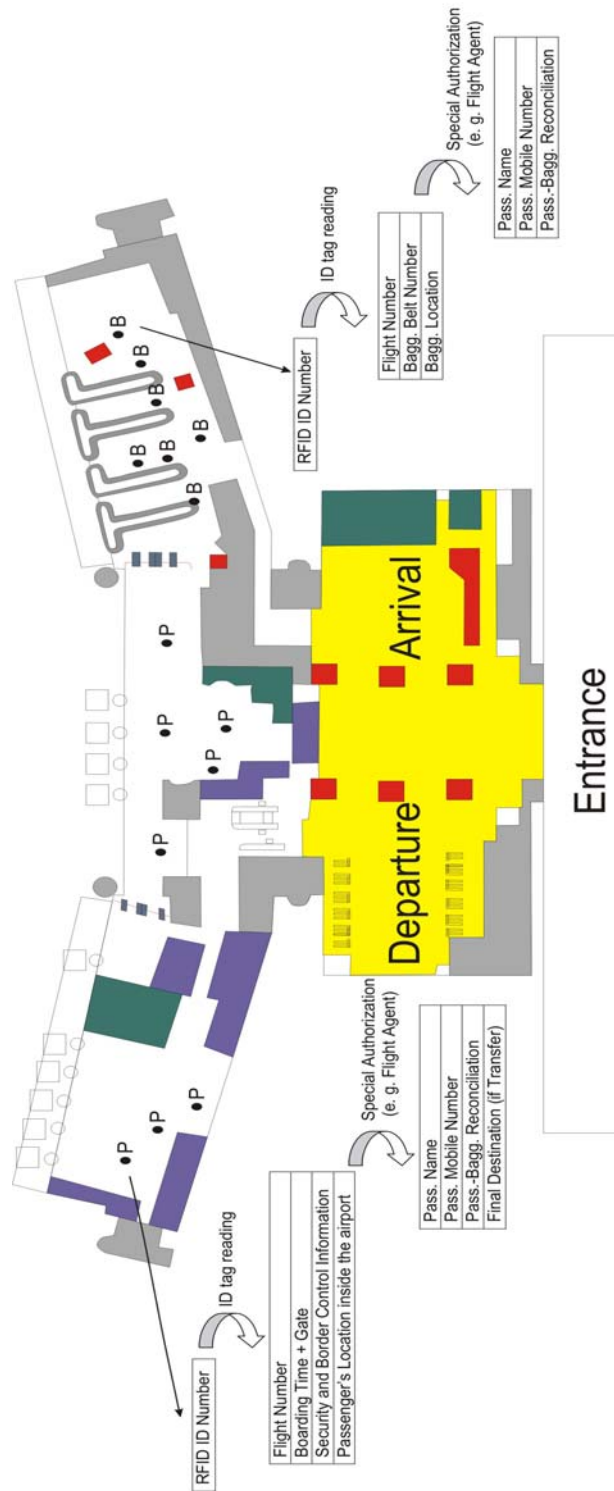 P
P
P
P
P
P
P
P
B
B
B
B
B
B
B
RFID ID Number
ID tag reading
Flight Number
Boarding Time + Gate
Security and Border Control Information
Passenger's Location inside the airport
Special Authorization
(e. g. Flight Agent)
Pass. Name
Pass. Mobile Number
Pass.-Bagg. Reconciliation
Final Destination (if Transfer)
Departure
Arrival
Entrance
RFID ID Number
ID tag reading
Flight Number
Bagg. Belt Number
Bagg. Location
Special Authorization
(e. g. Flight Agent)
Pass. Name
Pass. Mobile Number
Pass.-Bagg. Reconciliation